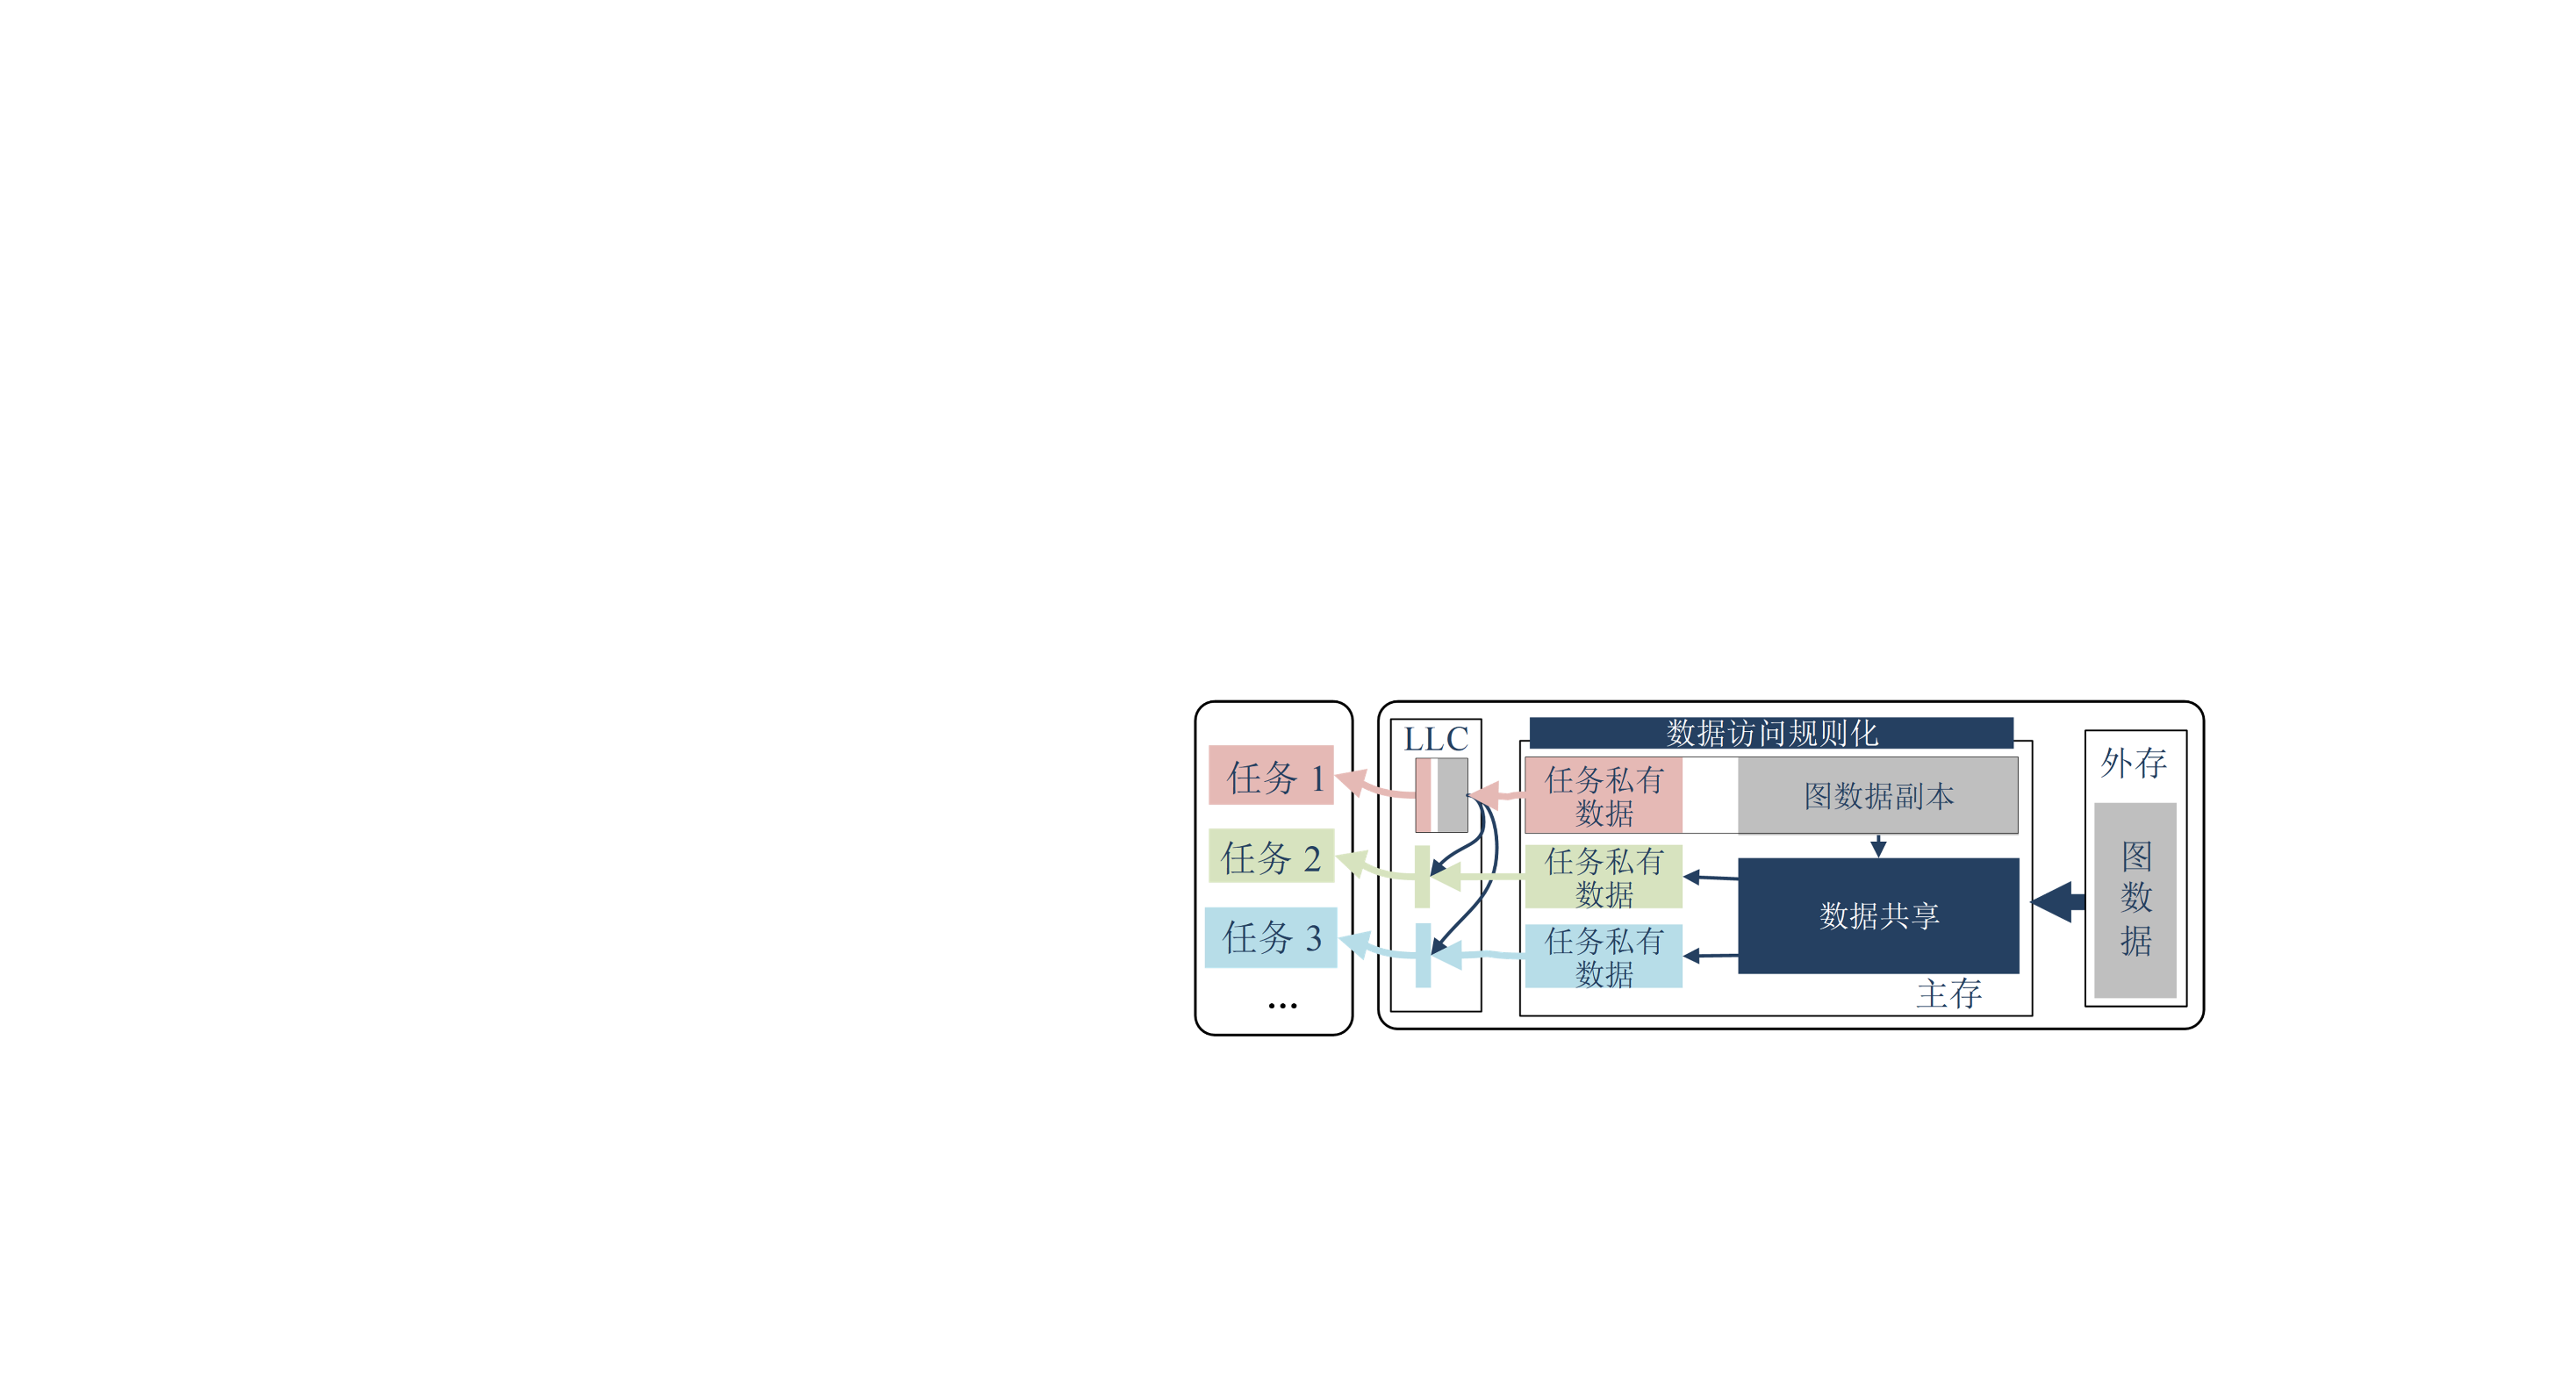 任务 1
任务 2
任务 3
...
LLC
数据访问规则化
任务私有
数据
图数据副本
任务私有
数据
任务私有
数据
数据共享
主存
外存
图
数
据